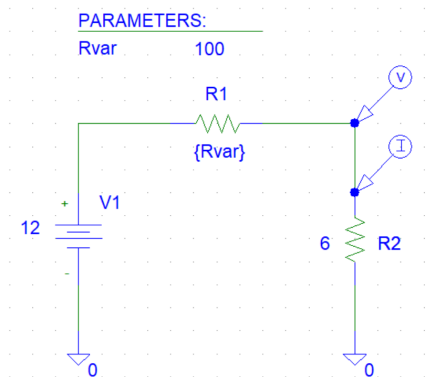 PARAMETERS:
Rvar 100
V
R1
I
{Rvar}
+ V1
12
6 R2
-
0 0